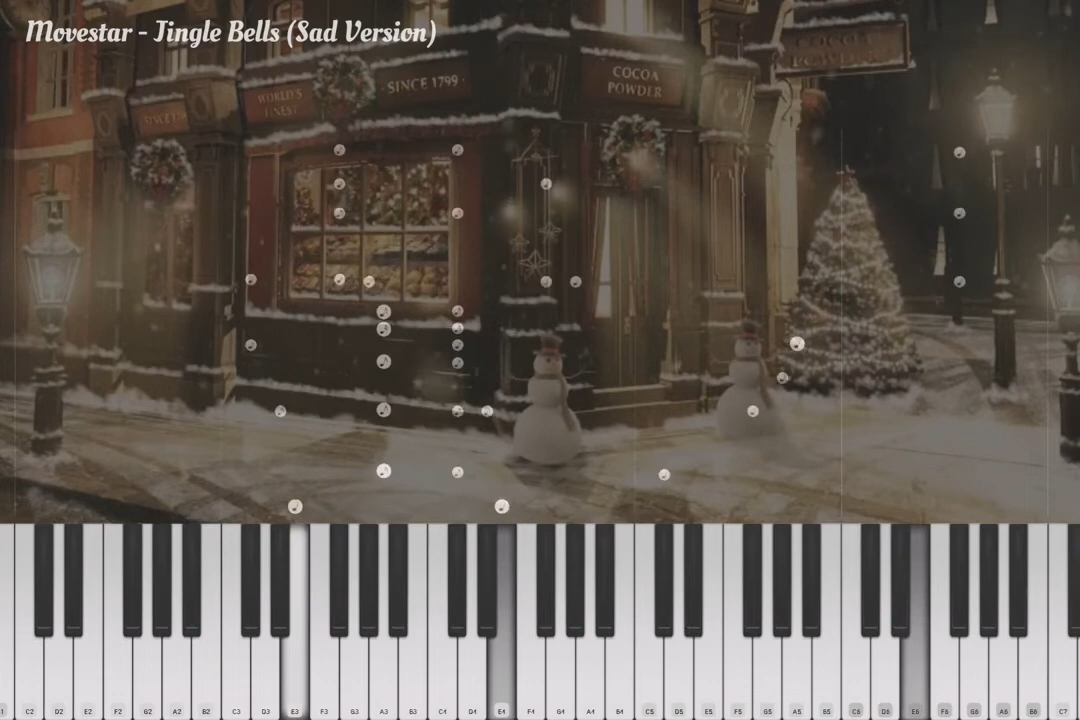 Movestar - Jingle Bells (Sad Version)
COCOA
POWDER
COCOA
POWDER
· SINCE 1799 ·
WORLD'S
FINEST
C2 D2 E2 F2 G2 A2 B2 C3 D3 E3 F3 G3 A3 B3 C4 D4 E4 F4 G4 A4 B4 C5 D5 E5 F5 G5 A5 B5 C6 D6 E6 F6 G6 A6 B6 C7